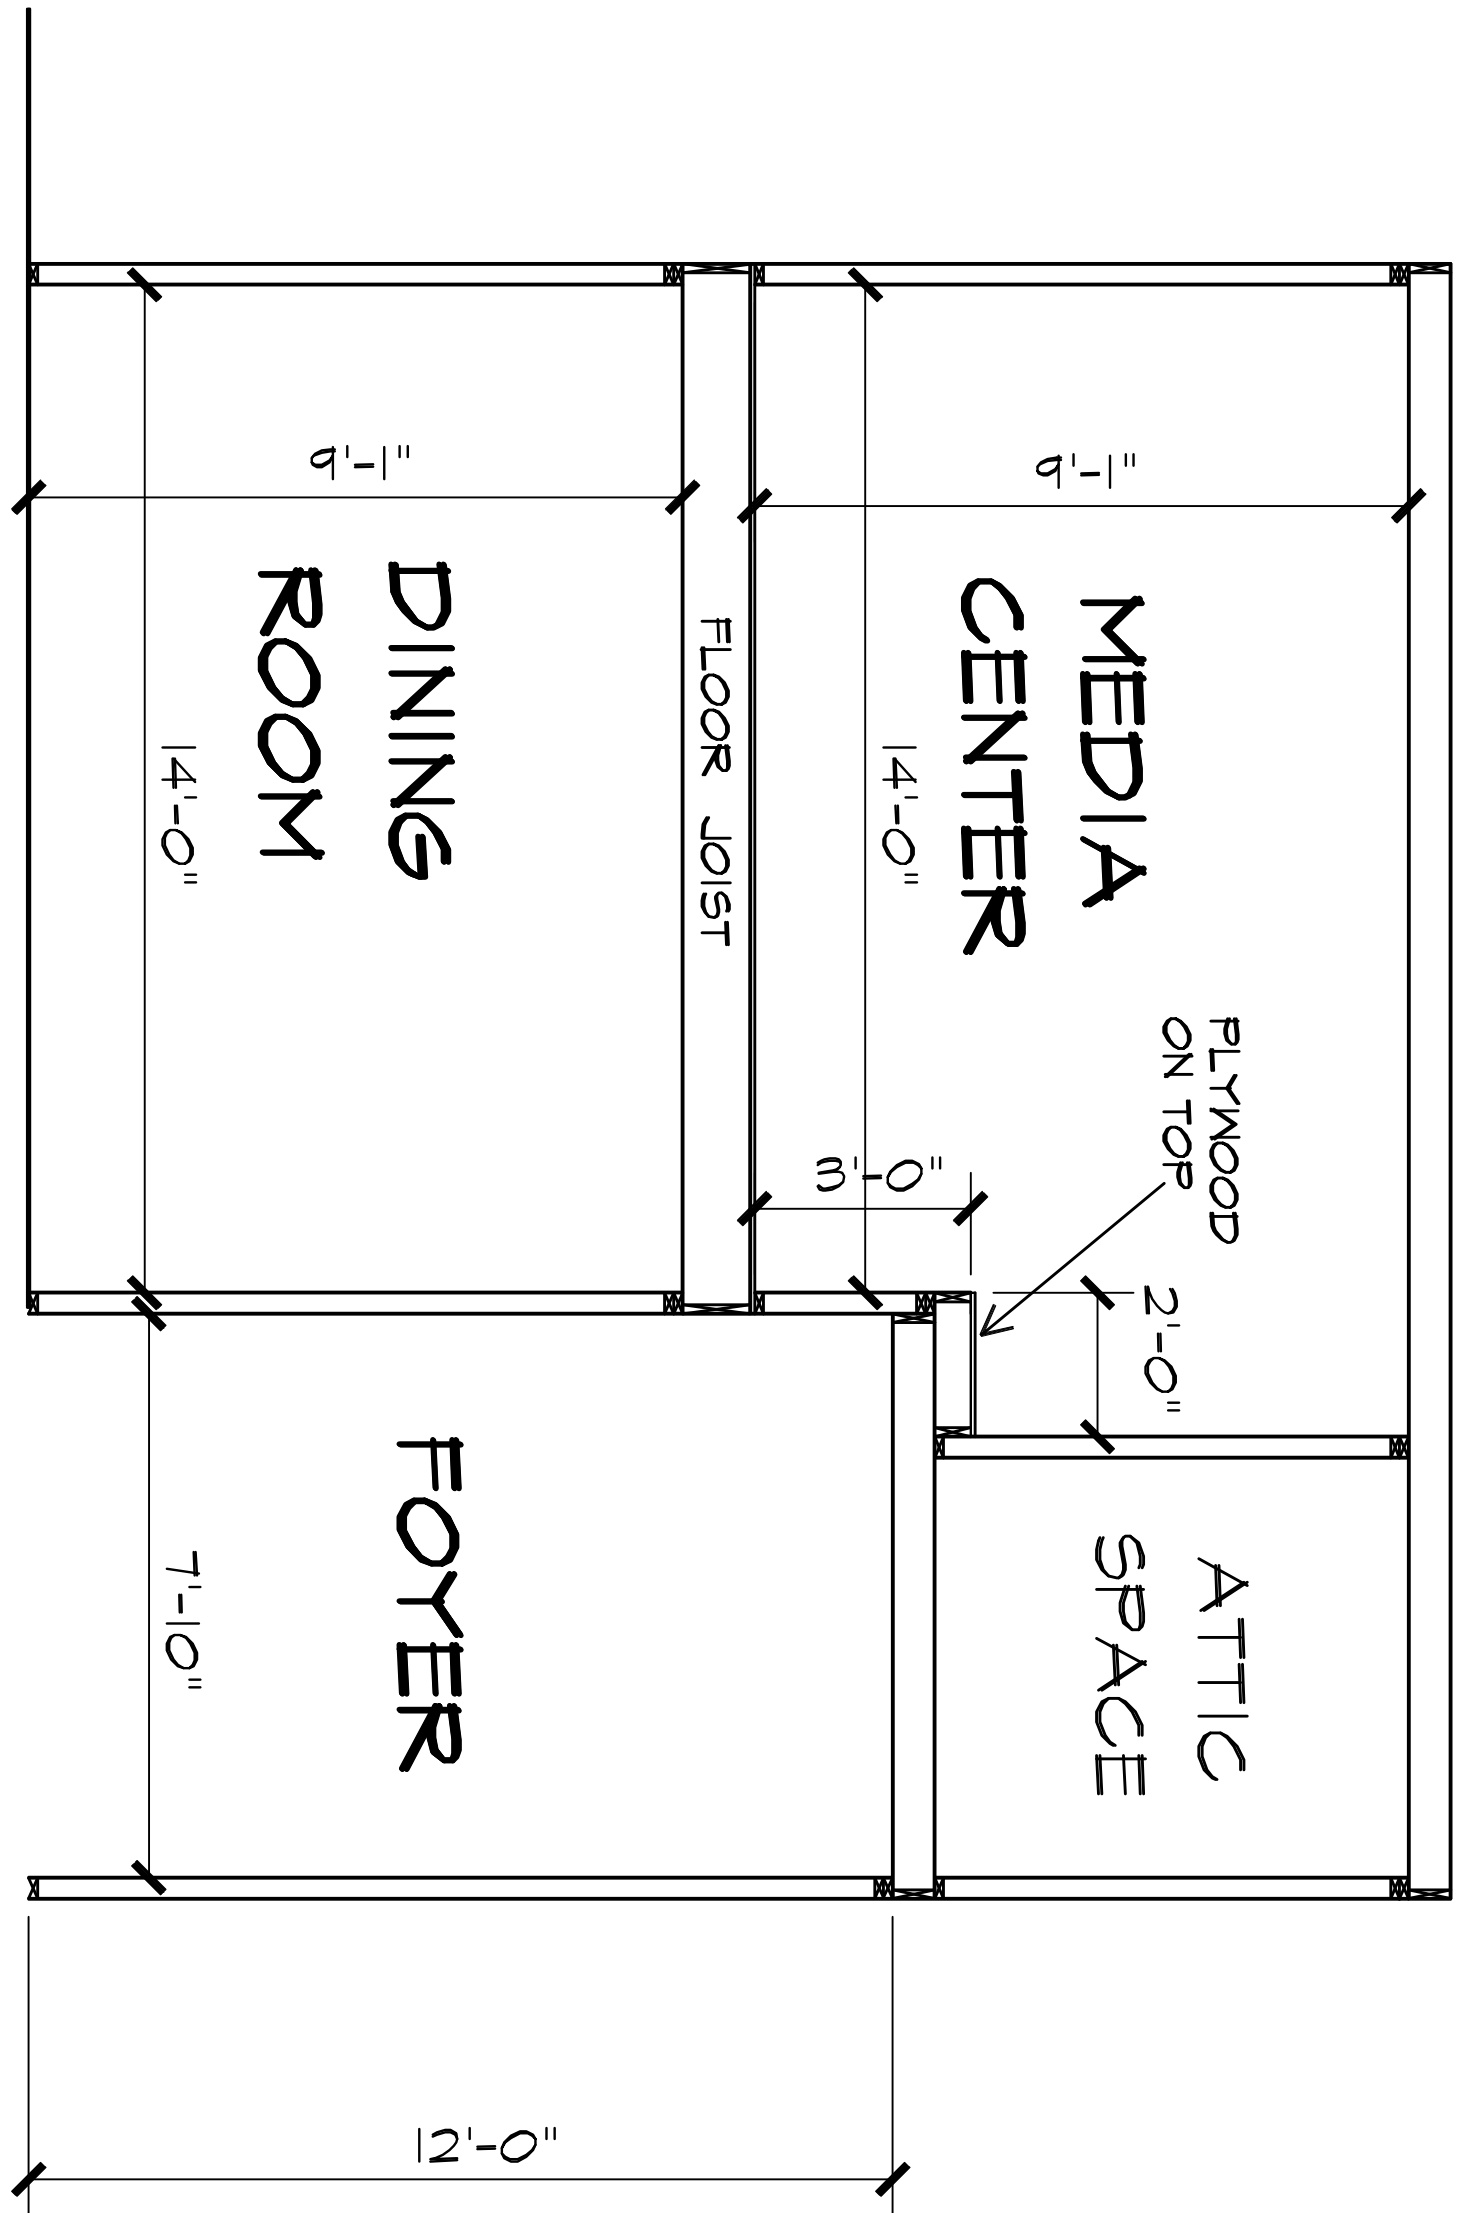 ATTIC
SPACE
PLYWOOD
ON TOP
2'-0"
MEDIA
CENTER
9'-1"
3'-0"
14'-0"
FLOOR JOIST
DINING
ROOM
9'-1"
14'-0"
FOYER
7'-10"
12'-0"